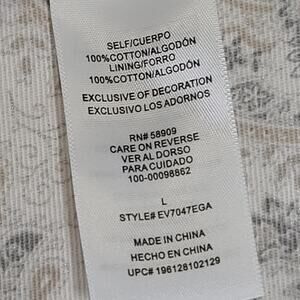 SELF/CUERPO
100%COTTON/ALGODÓN
LINING/FORRO
100%COTTON/ALGODÓN
EXCLUSIVE OF DECORATION
EXCLUSIVO LOS ADORNOS
RN# 58909
CARE ON REVERSE
VER AL DORSO
PARA CUIDADO
100-00098862
L
STYLE# EV7047EGA
MADE IN CHINA
HECHO EN CHINA
UPC# 196128102129